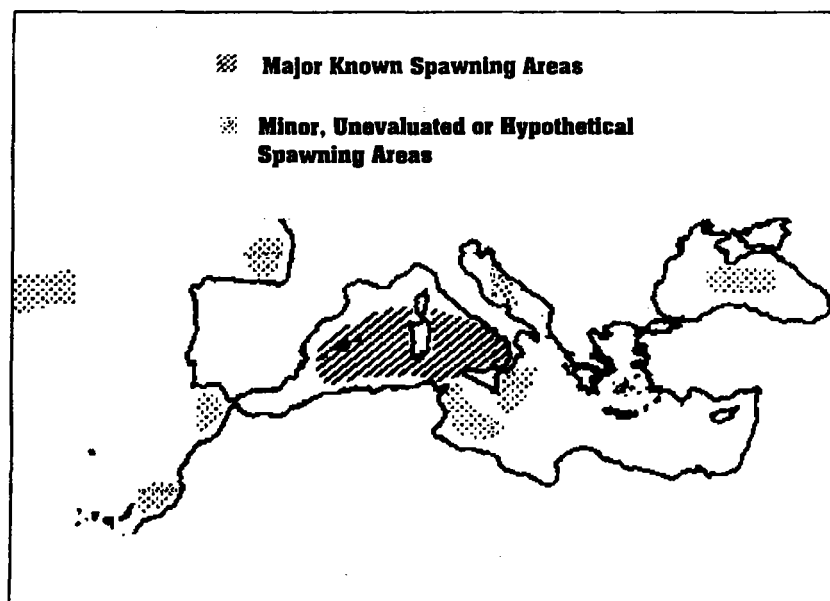 Major Known Spawning Areas
Minor, Unevaluated or Hypothetical
Spawning Areas